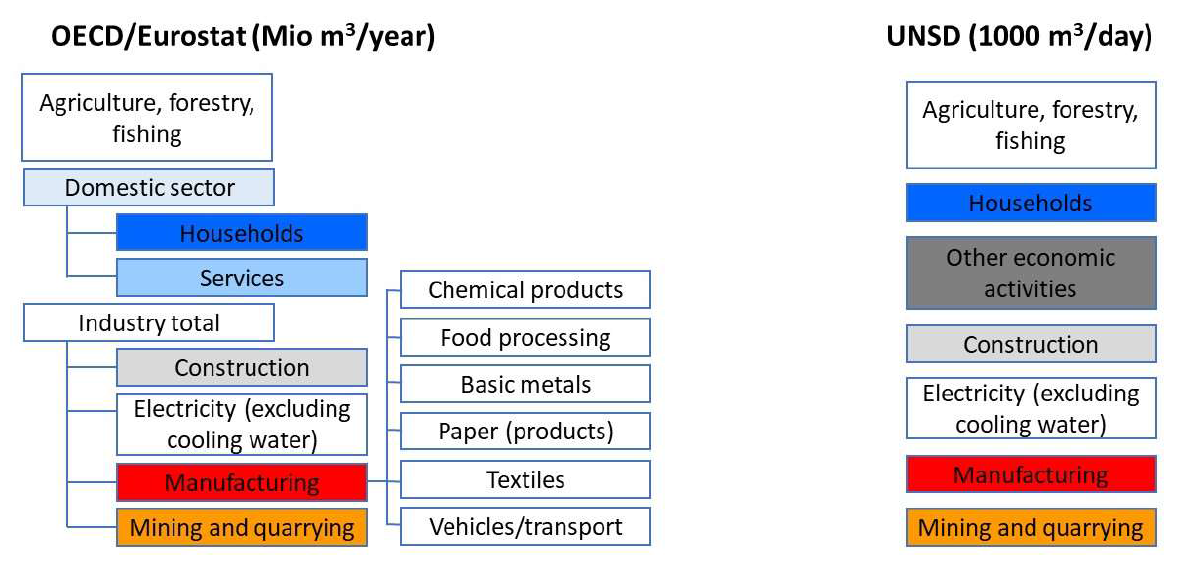 OECD/Eurostat (Mio m³/year)
Agriculture, forestry,
fishing
Domestic sector
Households
Services
Industry total
Construction
Electricity (excluding
cooling water)
Manufacturing
Mining and quarrying
Chemical products
Food processing
Basic metals
Paper (products)
Textiles
Vehicles/transport
UNSD (1000 m³/day)
Agriculture, forestry,
fishing
Households
Other economic
activities
Construction
Electricity (excluding
cooling water)
Manufacturing
Mining and quarrying